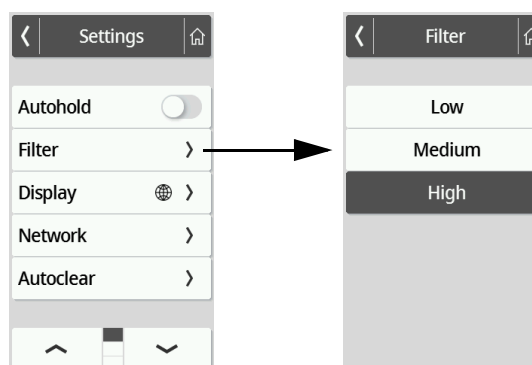 Settings
Autohold
Filter
Display
Network
Autoclear
Filter
Low
Medium
High